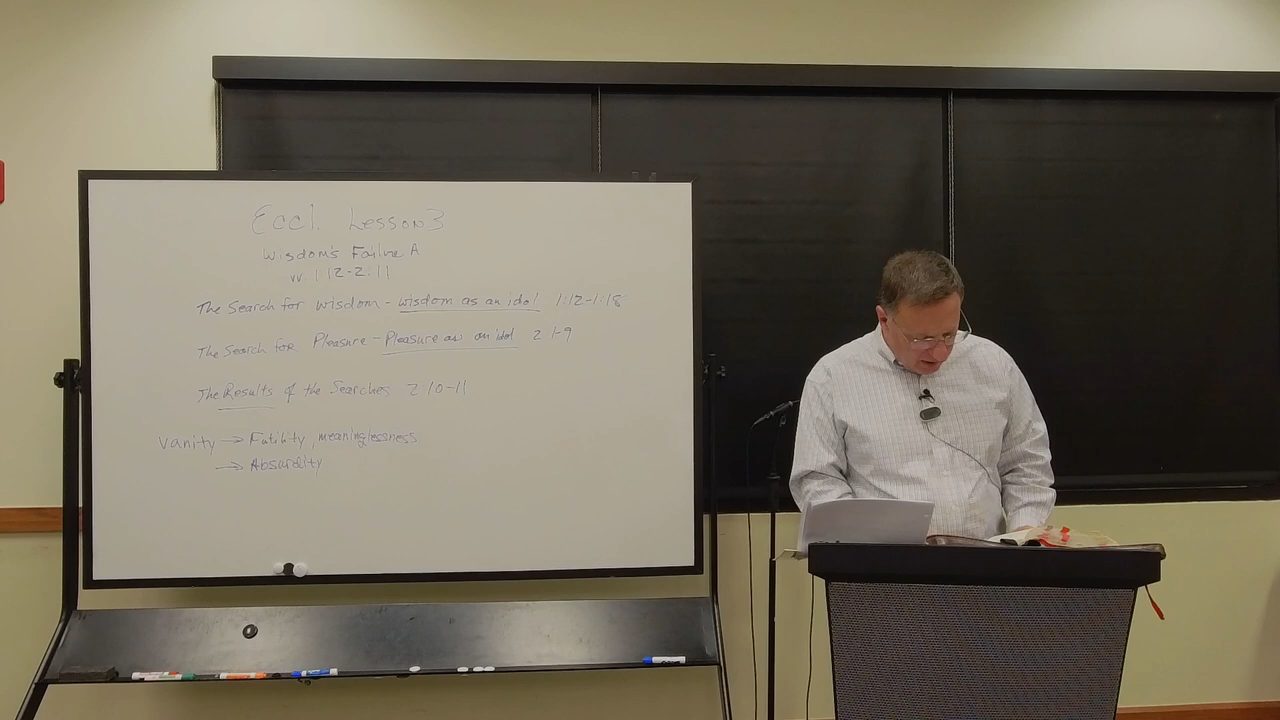 Eccl. Lesson 3
Wisdom's Failure A
vv. 1:12-2:11
The Search for Wisdom - wisdom as an idol 1:12-1:18
The Search for Pleasure - Pleasure as an idol 2:1-9
The Results of the Searches 2:10-11
Vanity → Futility, meaninglessness
→ Absurdity